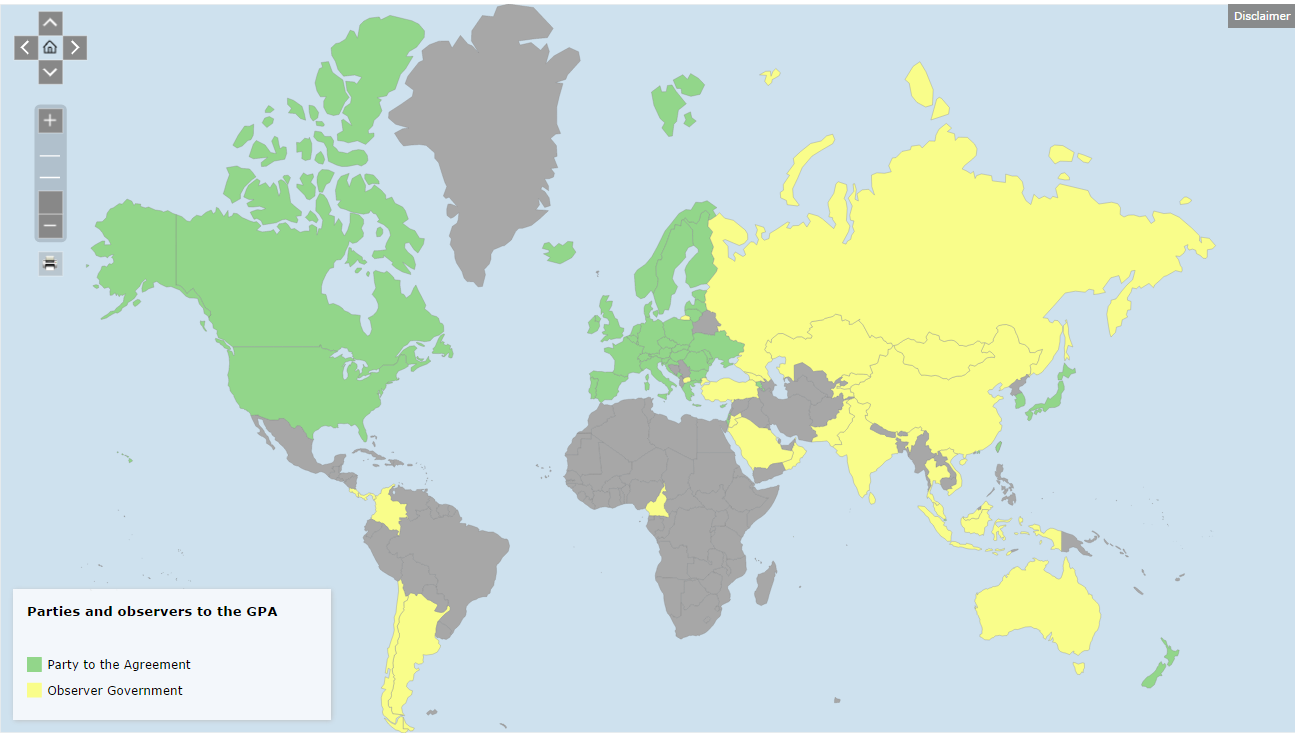 Disclaimer
Parties and observers to the GPA
Party to the Agreement
Observer Government